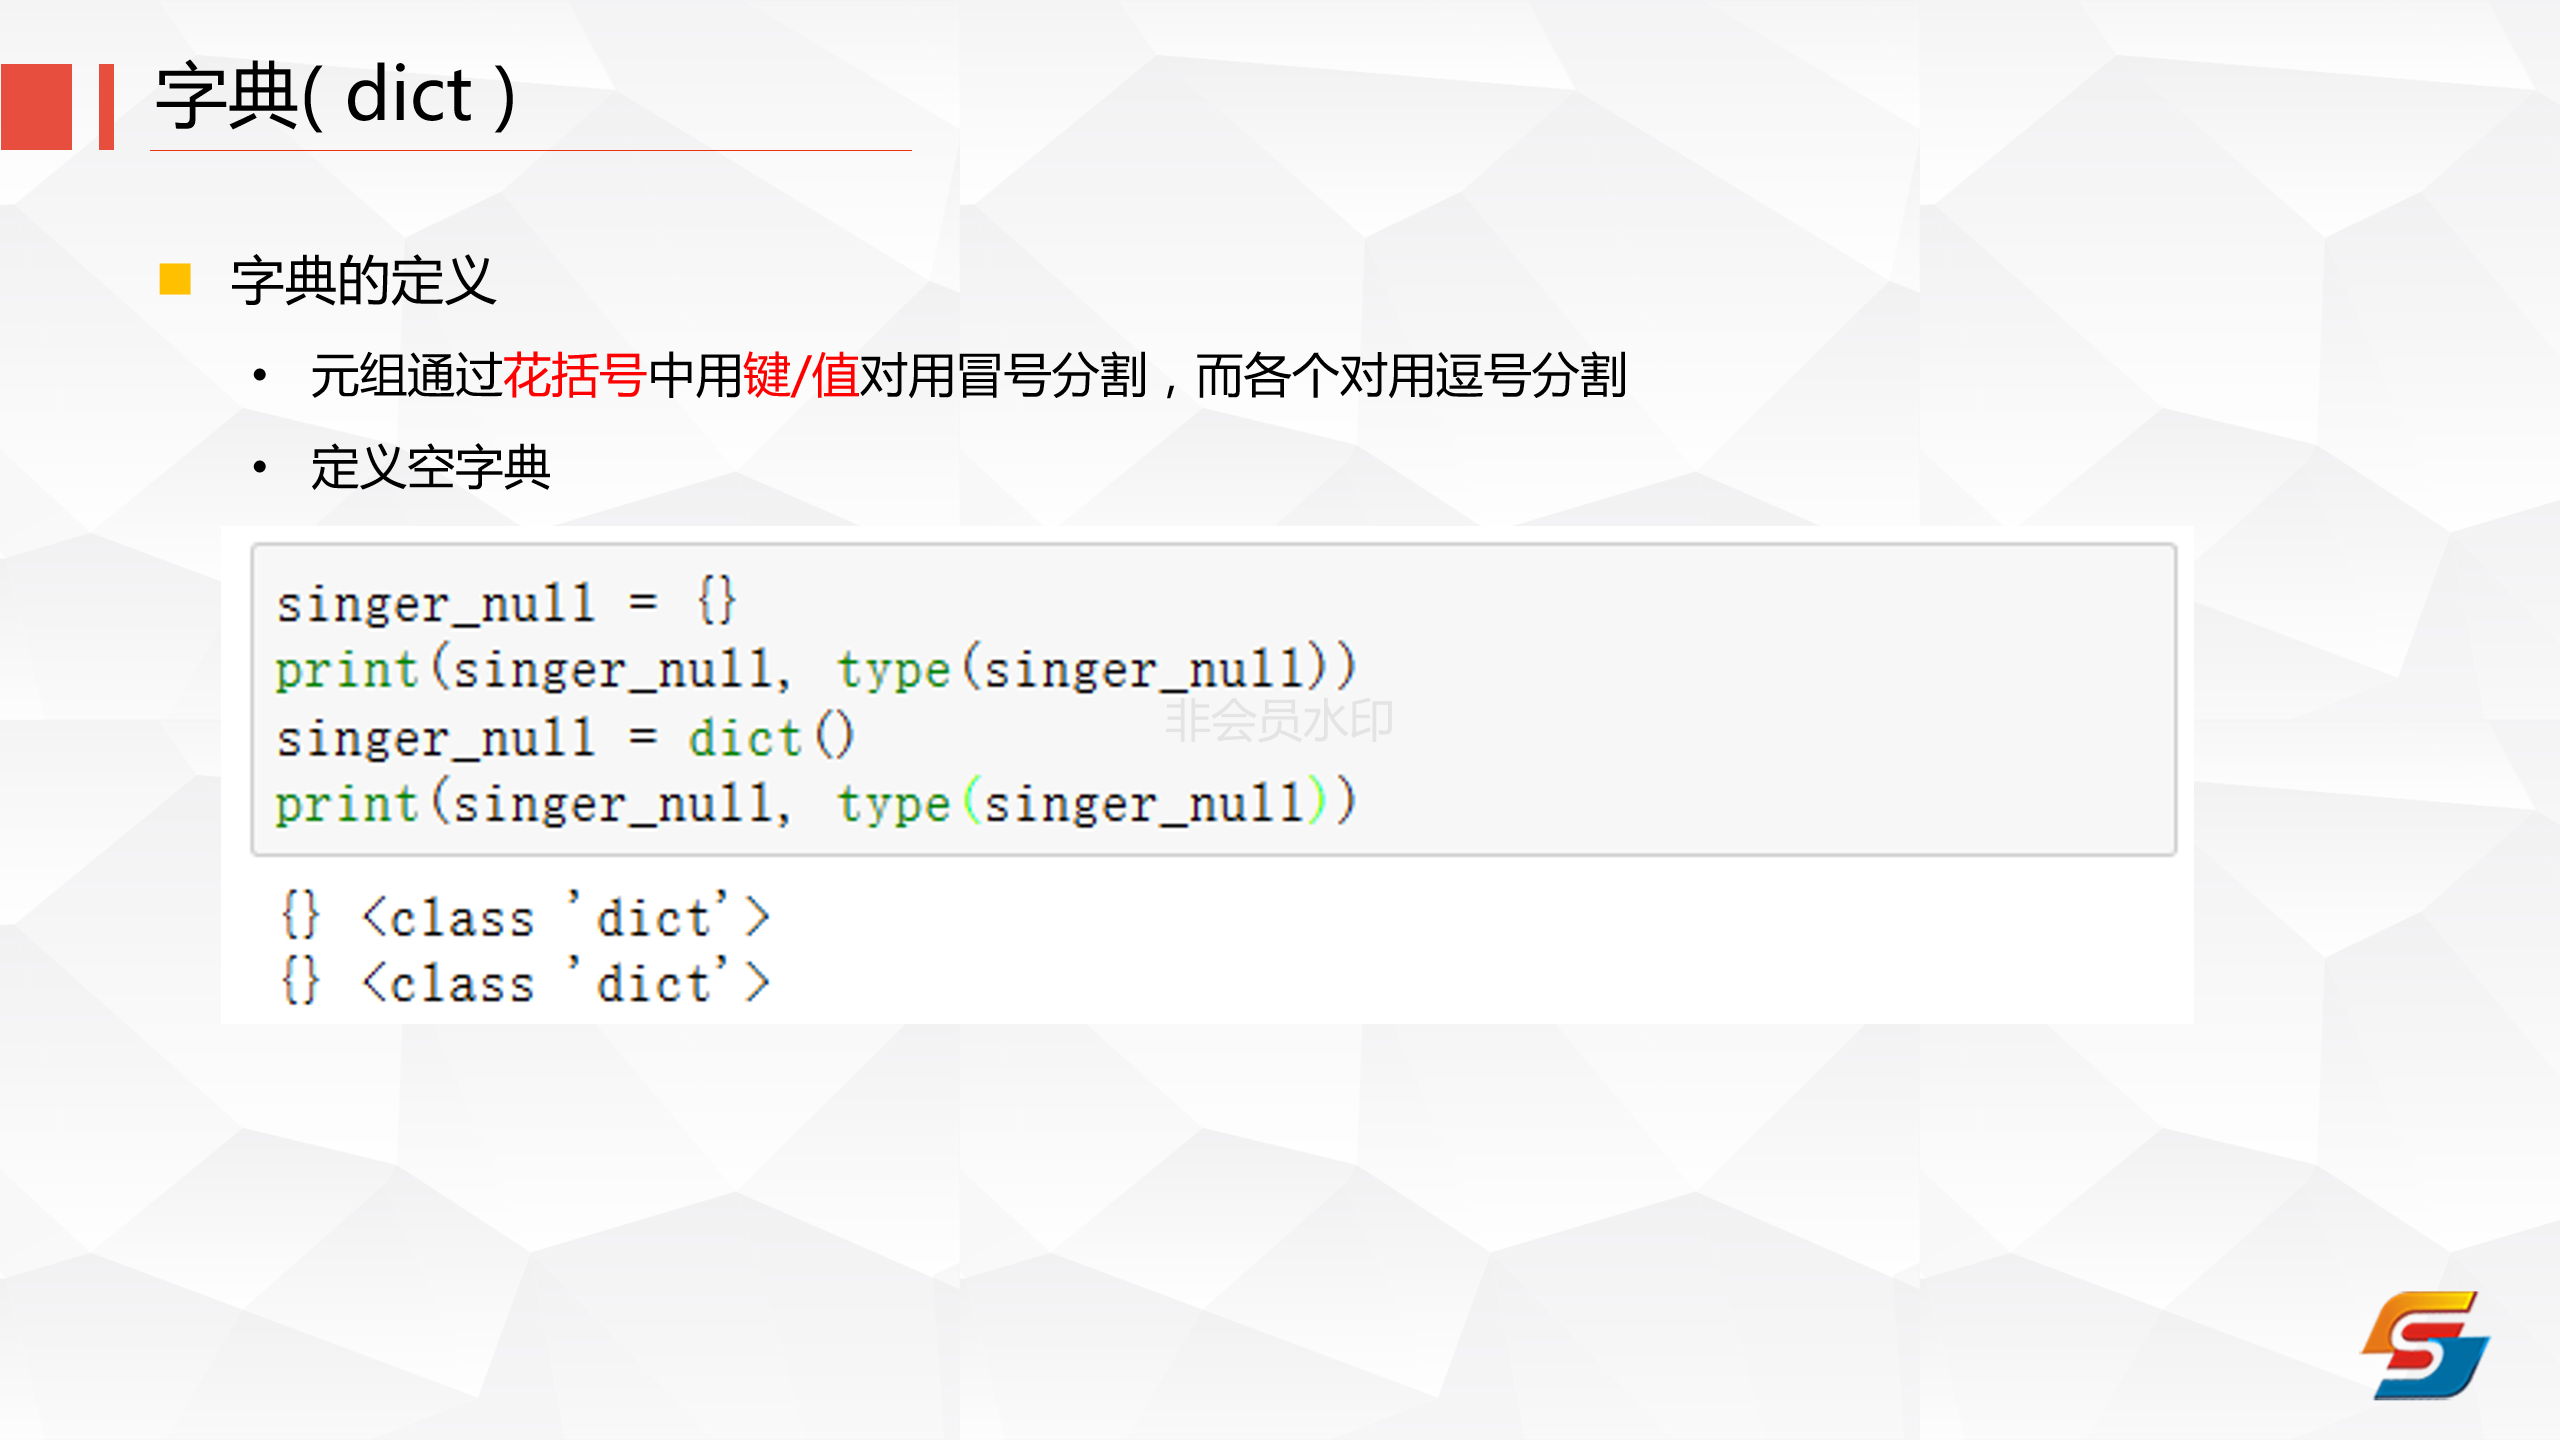 字典( dict )
字典的定义
• 元组通过花括号中用键/值对用冒号分割，而各个对用逗号分割
• 定义空字典
singer_null = {}
print(singer_null, type(singer_null))
singer_null = dict()
print(singer_null, type(singer_null))
非会员水印
{} <class 'dict'>
{} <class 'dict'>